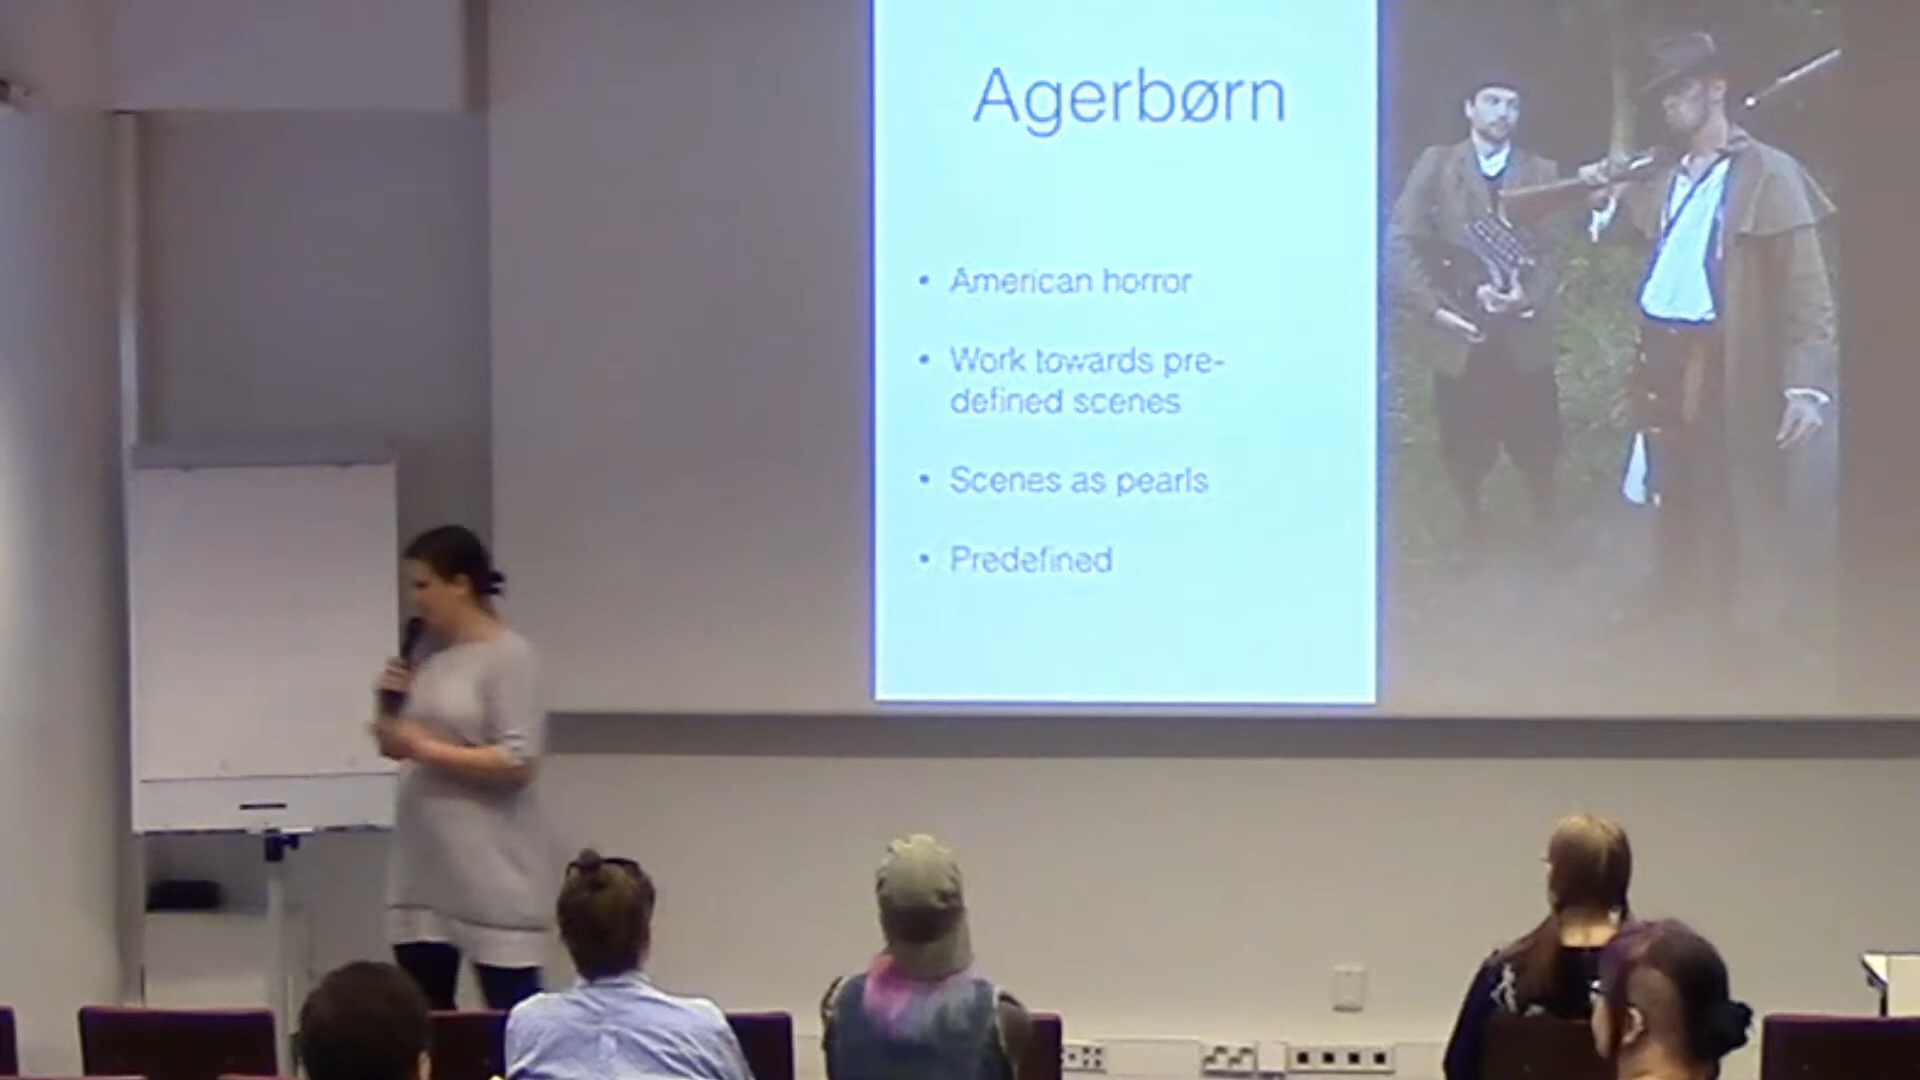 Agerbørn
• American horror
• Work towards pre-
defined scenes
• Scenes as pearls
• Predefined